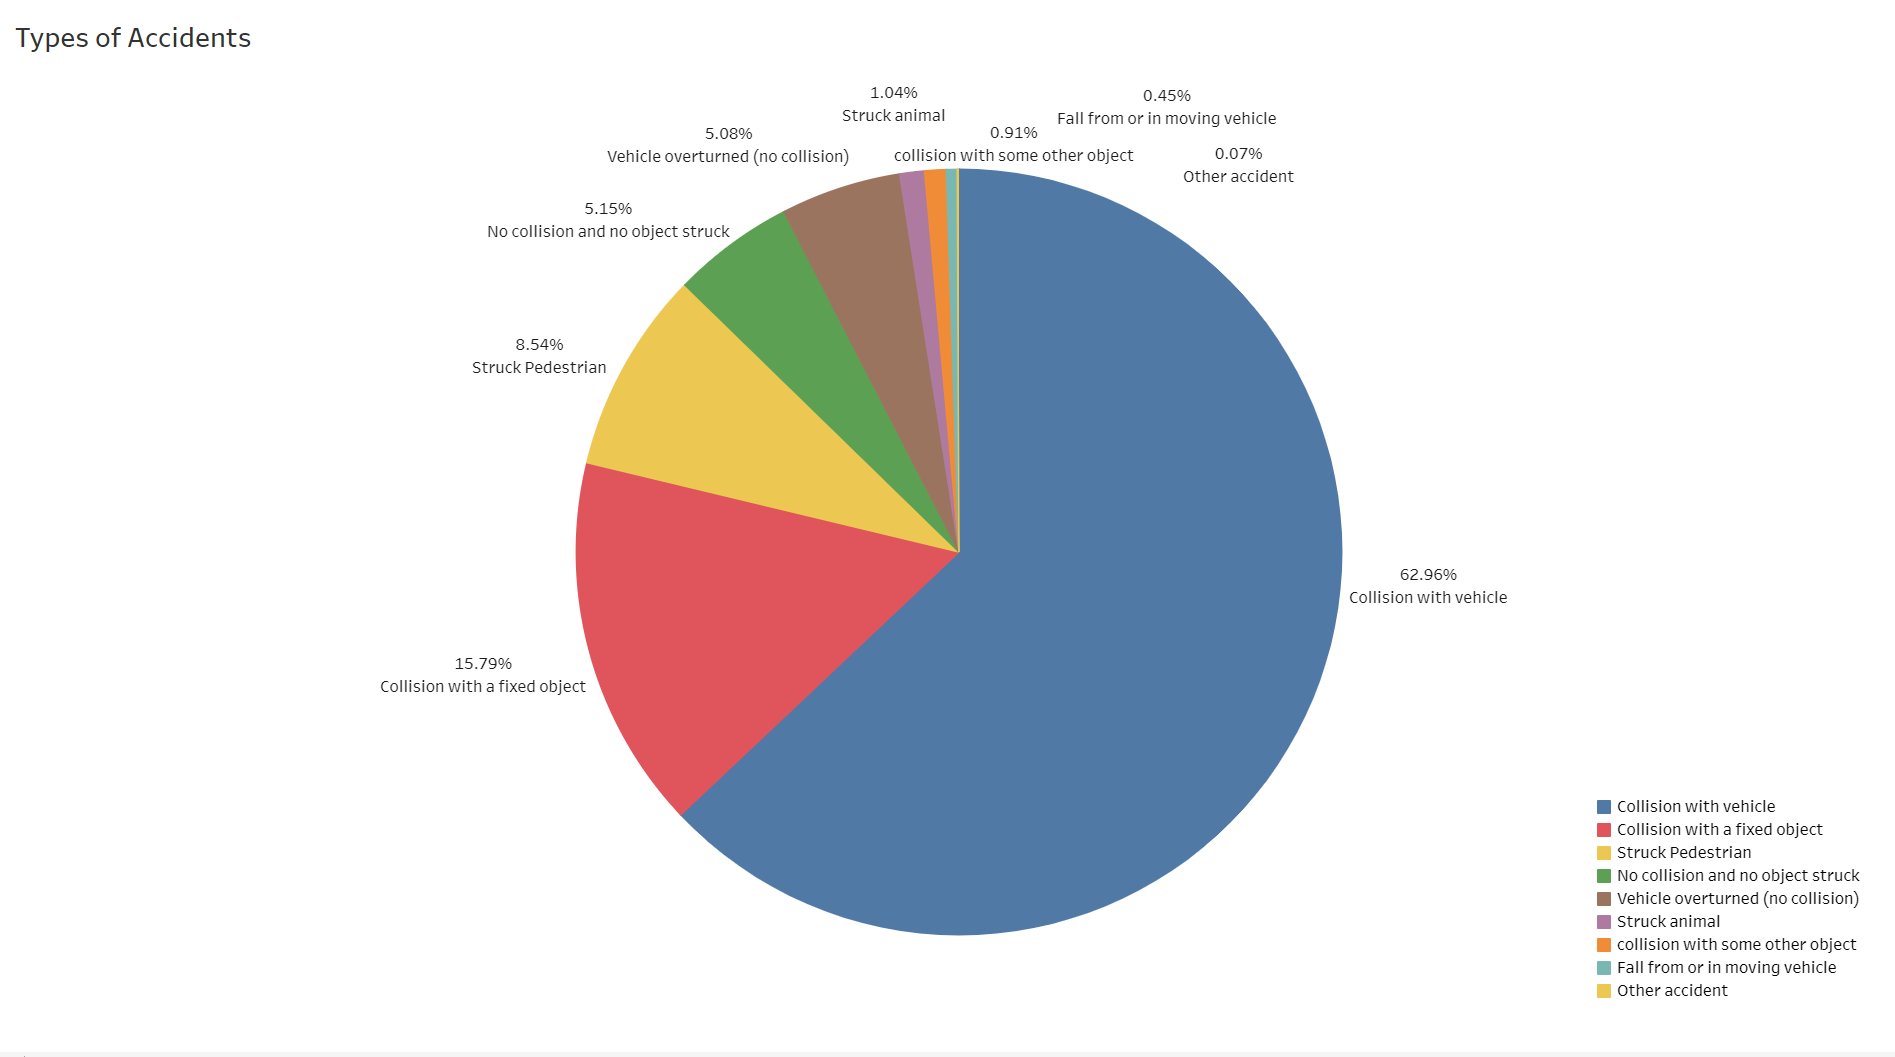 Types of Accidents
1.04%
Struck animal
0.45%
Fall from or in moving vehicle
5.08%
Vehicle overturned (no collision)
0.91%
collision with some other object
0.07%
Other accident
5.15%
No collision and no object struck
8.54%
Struck Pedestrian
62.96%
Collision with vehicle
15.79%
Collision with a fixed object
Collision with vehicle
Collision with a fixed object
Struck Pedestrian
No collision and no object struck
Vehicle overturned (no collision)
Struck animal
collision with some other object
Fall from or in moving vehicle
Other accident